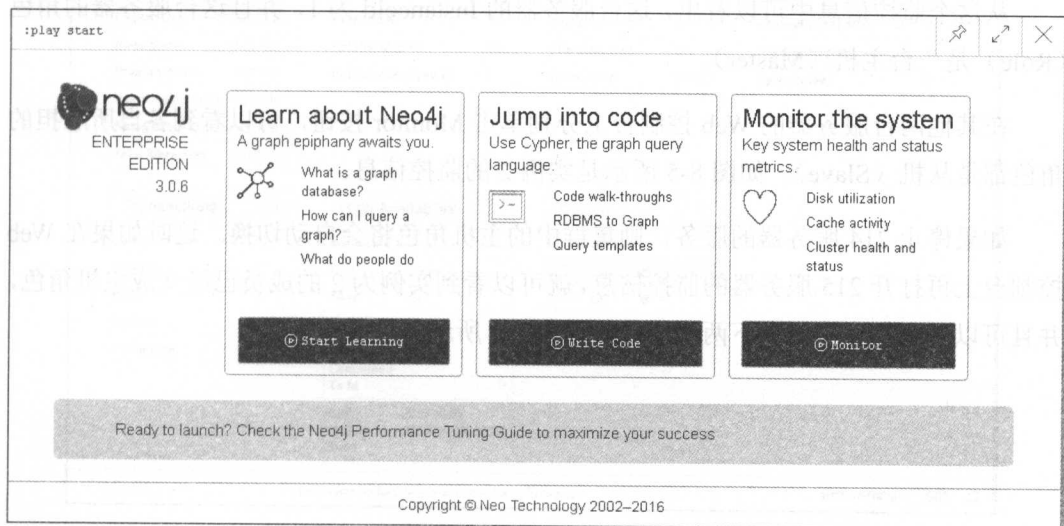 :play start
neo4j
ENTERPRISE
EDITION
3.0.6
Learn about Neo4j
A graph epiphany awaits you.
What is a graph
database?
How can I query a
graph?
What do people do
Start Learning
Jump into code
Use Cypher, the graph query
language.
Code walk-throughs
RDBMS to Graph
Query templates
Write Code
Monitor the system
Key system health and status
metrics.
Disk utilization
Cache activity
Cluster health and
status
Monitor
Ready to launch? Check the Neo4j Performance Tuning Guide to maximize your success
Copyright © Neo Technology 2002–2016